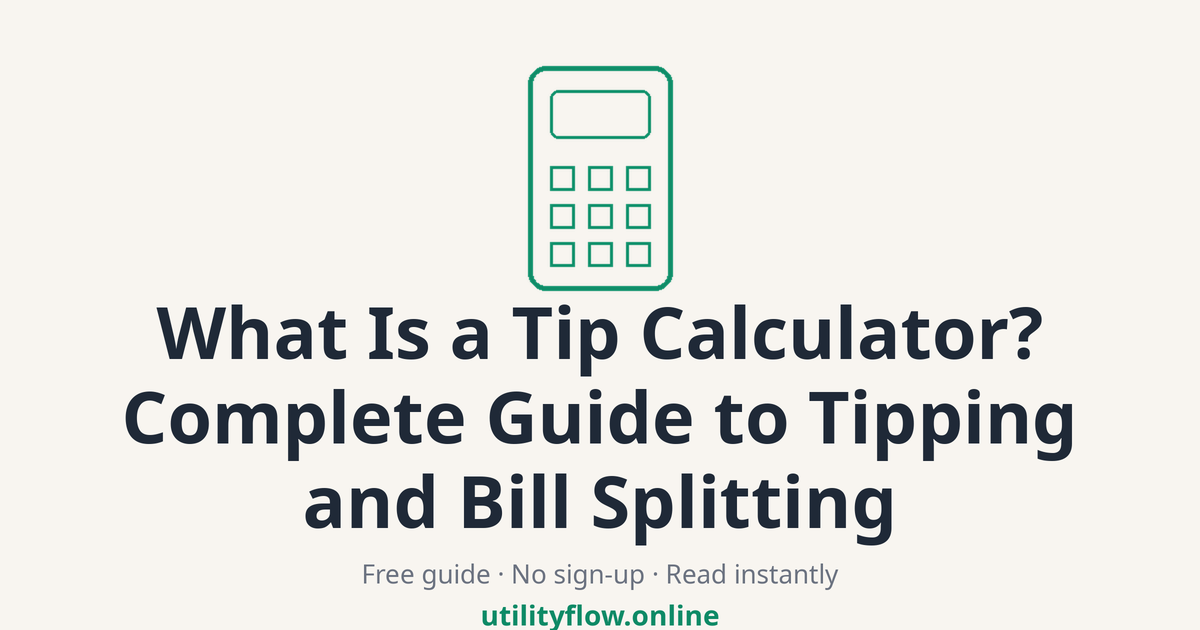 What Is a Tip Calculator?
Complete Guide to Tipping
and Bill Splitting
Free guide · No sign-up · Read instantly
utilityflow.online